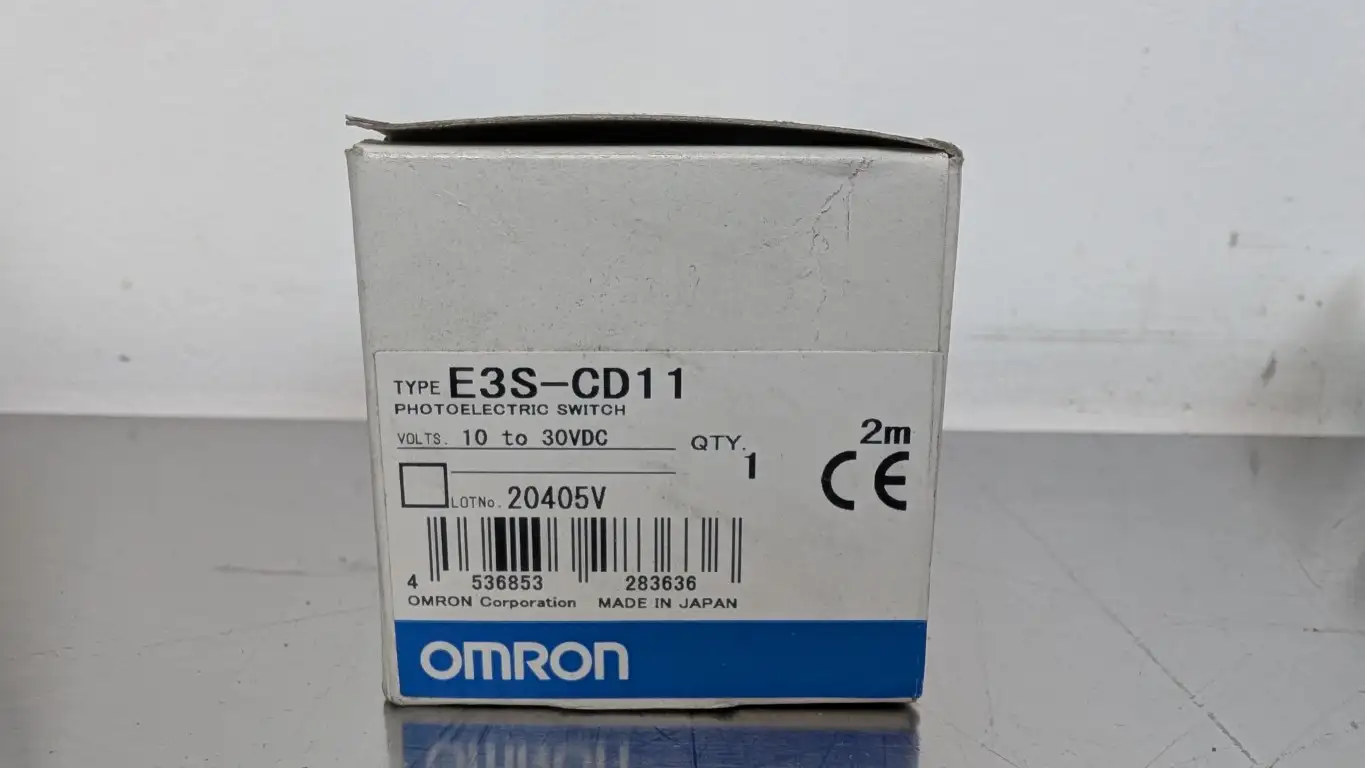 TYPE E3S-CD11
PHOTOELECTRIC SWITCH
VOLTS. 10 to 30VDC
QTY. 1
2m
CE
LOTNo. 20405V
4 536853 283636
OMRON Corporation MADE IN JAPAN
OMRON